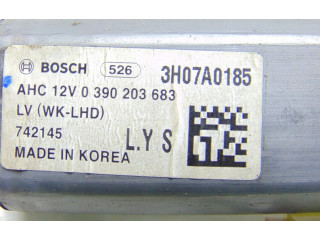 BOSCH 526 3H07A0185
AHC 12V 0 390 203 683
LV (WK-LHD)
742145 L.Y S
MADE IN KOREA